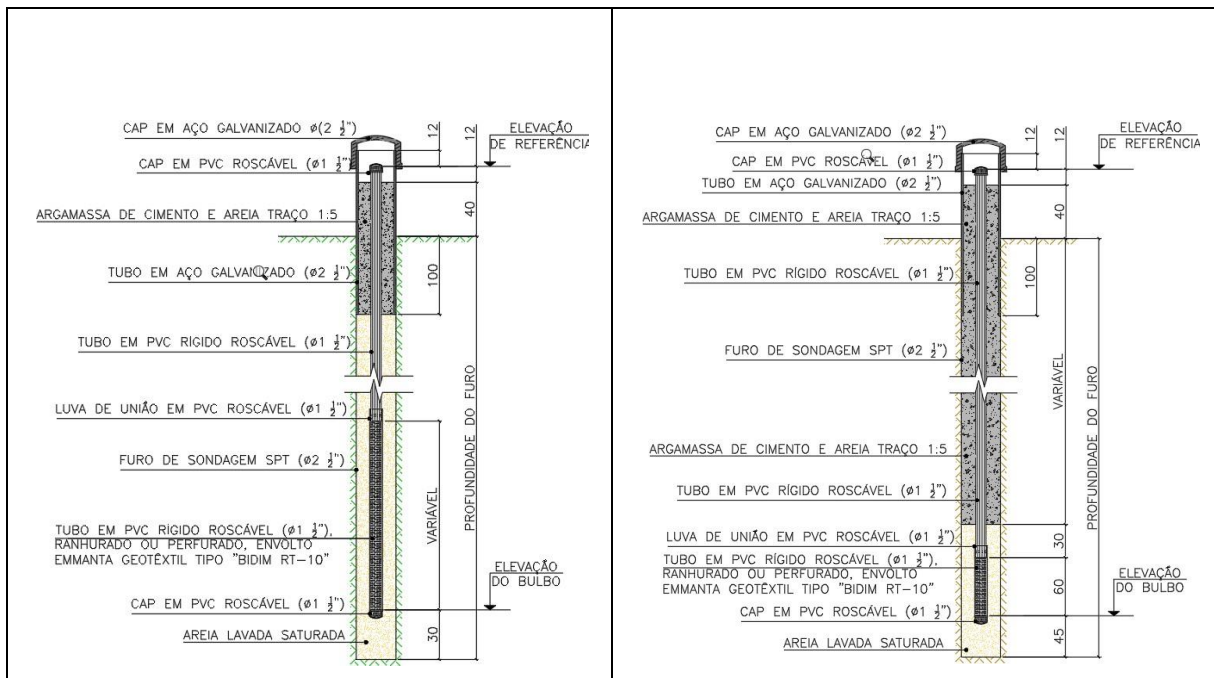 CAP EM AÇO GALVANIZADO ø(2 ½")
CAP EM PVC ROSCÁVEL (ø1 ½")
ARGAMASSA DE CIMENTO E AREIA TRAÇO 1:5
TUBO EM AÇO GALVANIZADO (ø2 ½")
TUBO EM PVC RÍGIDO ROSCÁVEL (ø1 ½")
LUVA DE UNIÃO EM PVC ROSCÁVEL (ø1 ½")
FURO DE SONDAGEM SPT (ø2 ½")
TUBO EM PVC RÍGIDO ROSCÁVEL (ø1 ½"),
RANHURADO OU PERFURADO, ENVOLTO
EMMANTA GEOTÊXTIL TIPO "BIDIM RT-10"
CAP EM PVC ROSCÁVEL (ø1 ½")
AREIA LAVADA SATURADA
12
12
ELEVAÇÃO
DE REFERÊNCIA
40
100
VARIÁVEL
PROFUNDIDADE DO FURO
ELEVAÇÃO
DO BULBO
30
CAP EM AÇO GALVANIZADO (ø2 ½")
CAP EM PVC ROSCÁVEL (ø1 ½")
TUBO EM AÇO GALVANIZADO (ø2 ½")
ARGAMASSA DE CIMENTO E AREIA TRAÇO 1:5
TUBO EM PVC RÍGIDO ROSCÁVEL (ø1 ½")
FURO DE SONDAGEM SPT (ø2 ½")
ARGAMASSA DE CIMENTO E AREIA TRAÇO 1:5
TUBO EM PVC RÍGIDO ROSCÁVEL (ø1 ½")
LUVA DE UNIÃO EM PVC ROSCÁVEL (ø1 ½")
TUBO EM PVC RÍGIDO ROSCÁVEL (ø1 ½"),
RANHURADO OU PERFURADO, ENVOLTO
EMMANTA GEOTÊXTIL TIPO "BIDIM RT-10"
CAP EM PVC ROSCÁVEL (ø1 ½")
AREIA LAVADA SATURADA
12
12
ELEVAÇÃO
DE REFERÊNCIA
40
100
VARIÁVEL
PROFUNDIDADE DO FURO
30
60
ELEVAÇÃO
DO BULBO
45